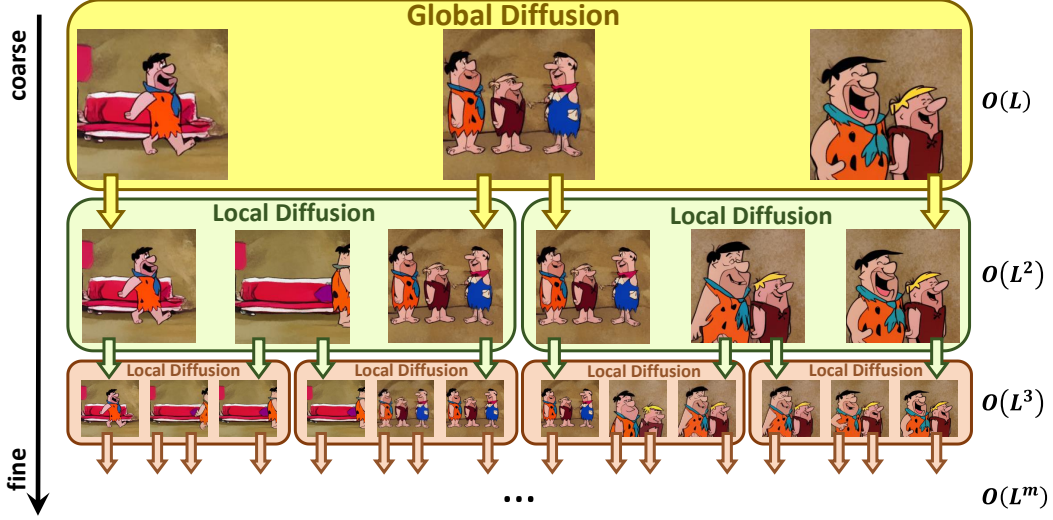 Global Diffusion
coarse
O(L)
Local Diffusion
Local Diffusion
O(L²)
Local Diffusion
Local Diffusion
Local Diffusion
Local Diffusion
O(L³)
fine
...
O(Lᵐ)